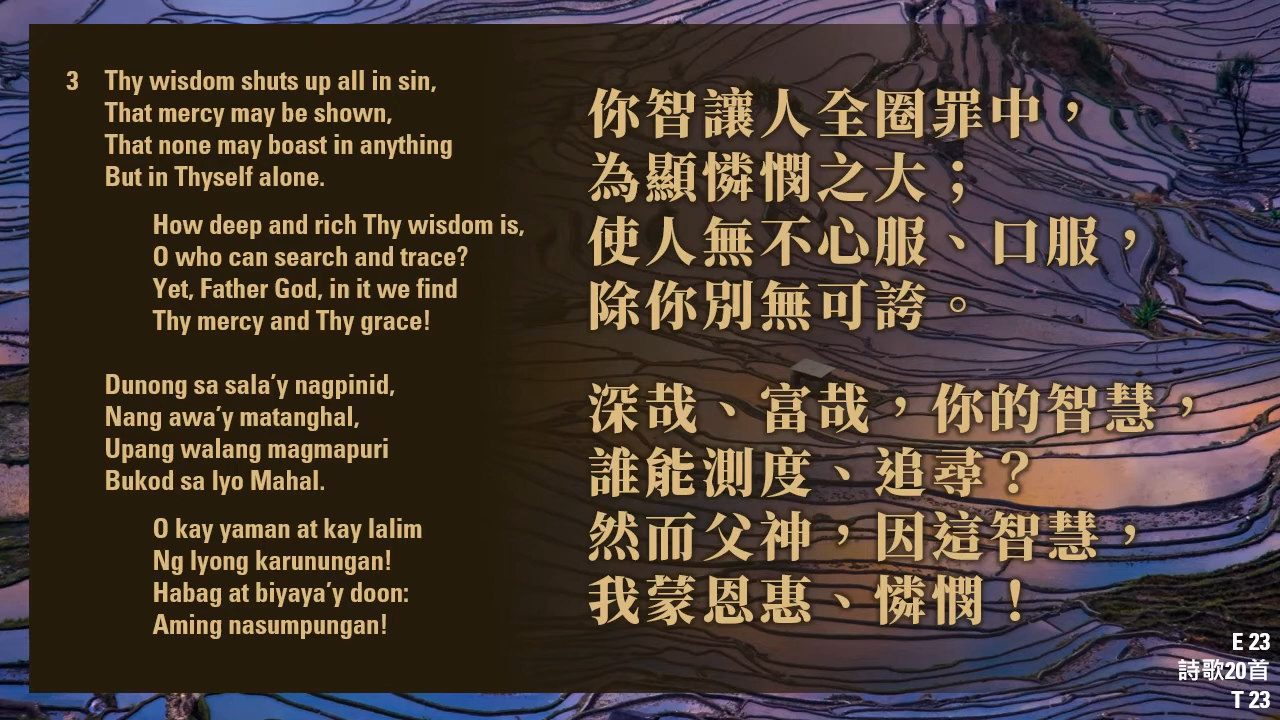 3 Thy wisdom shuts up all in sin,
That mercy may be shown,
That none may boast in anything
But in Thyself alone.
How deep and rich Thy wisdom is,
O who can search and trace?
Yet, Father God, in it we find
Thy mercy and Thy grace!
Dunong sa sala’y nagpinid,
Nang awa’y matanghal,
Upang walang magmapuri
Bukod sa Iyo Mahal.
O kay yaman at kay lalim
Ng Iyong karunungan!
Habag at biyaya’y doon:
Aming nasumpungan!
你智讓人全圈罪中，
為顯憐憫之大；
使人無不心服、口服，
除你別無可誇。
深哉、富哉，你的智慧，
誰能測度、追尋？
然而父神，因這智慧，
我蒙恩惠、憐憫！
E 23
詩歌20首
T 23